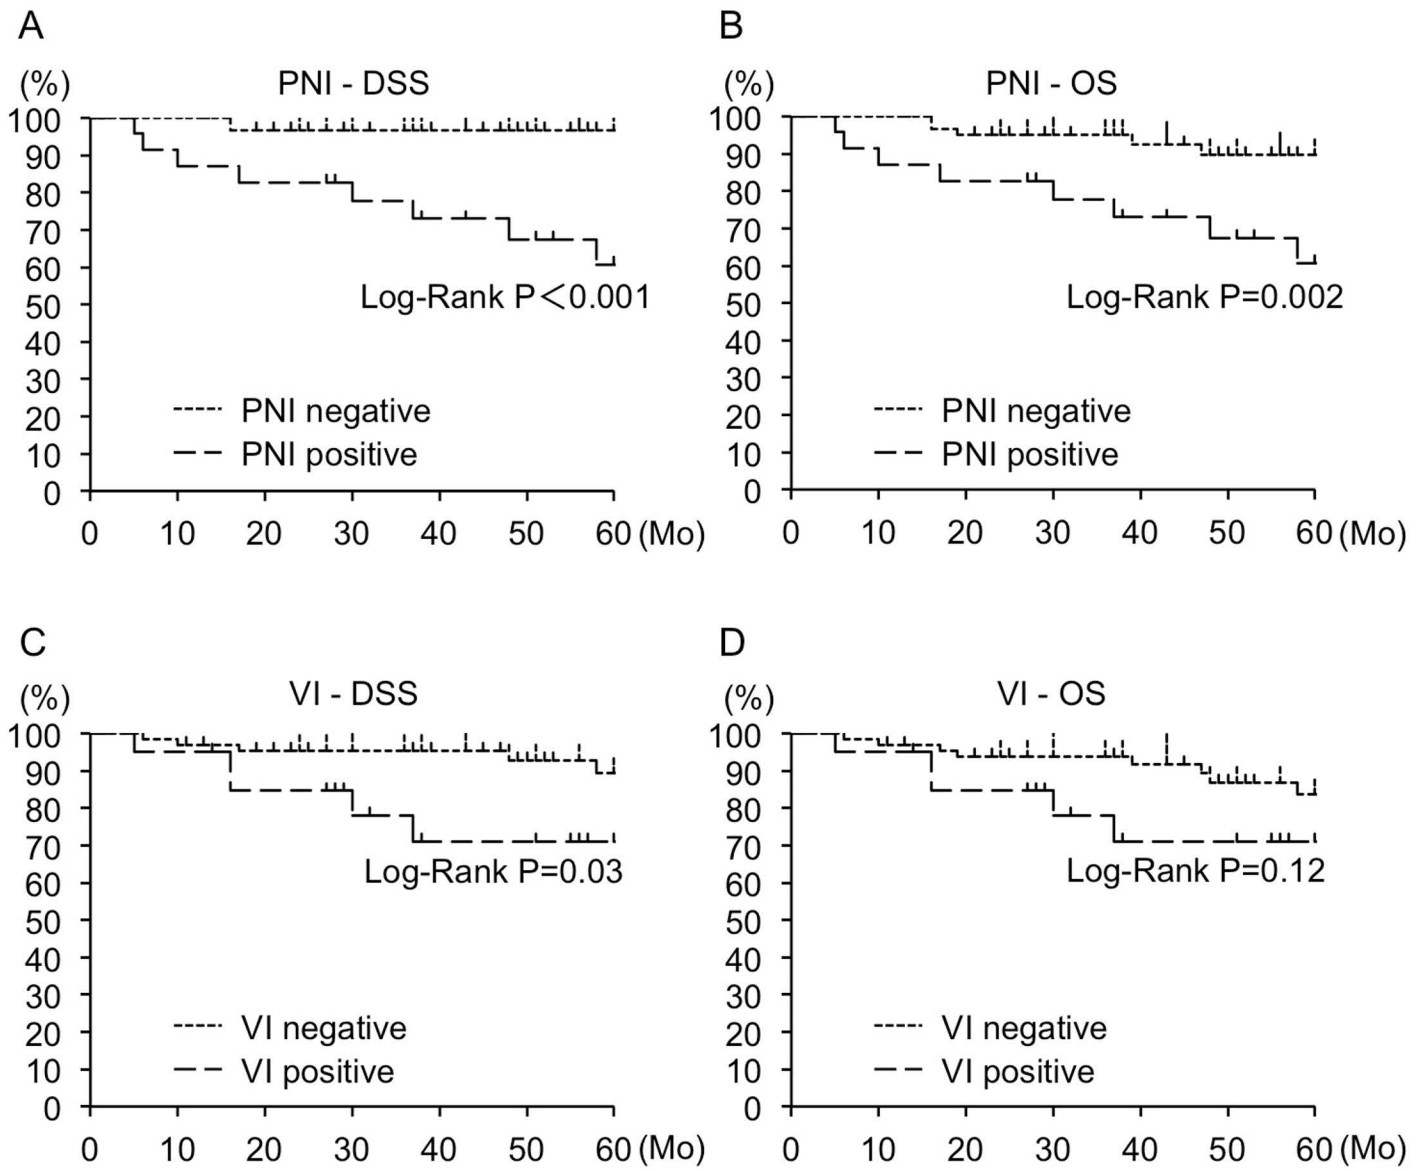 A
PNI - DSS
(%)
100
90
80
70
60
50
40
30
20
10
0
Log-Rank P<0.001
PNI negative
PNI positive
0 10 20 30 40 50 60 (Mo)
B
PNI - OS
(%)
100
90
80
70
60
50
40
30
20
10
0
Log-Rank P=0.002
PNI negative
PNI positive
0 10 20 30 40 50 60 (Mo)
C
VI - DSS
(%)
100
90
80
70
60
50
40
30
20
10
0
Log-Rank P=0.03
VI negative
VI positive
0 10 20 30 40 50 60 (Mo)
D
VI - OS
(%)
100
90
80
70
60
50
40
30
20
10
0
Log-Rank P=0.12
VI negative
VI positive
0 10 20 30 40 50 60 (Mo)